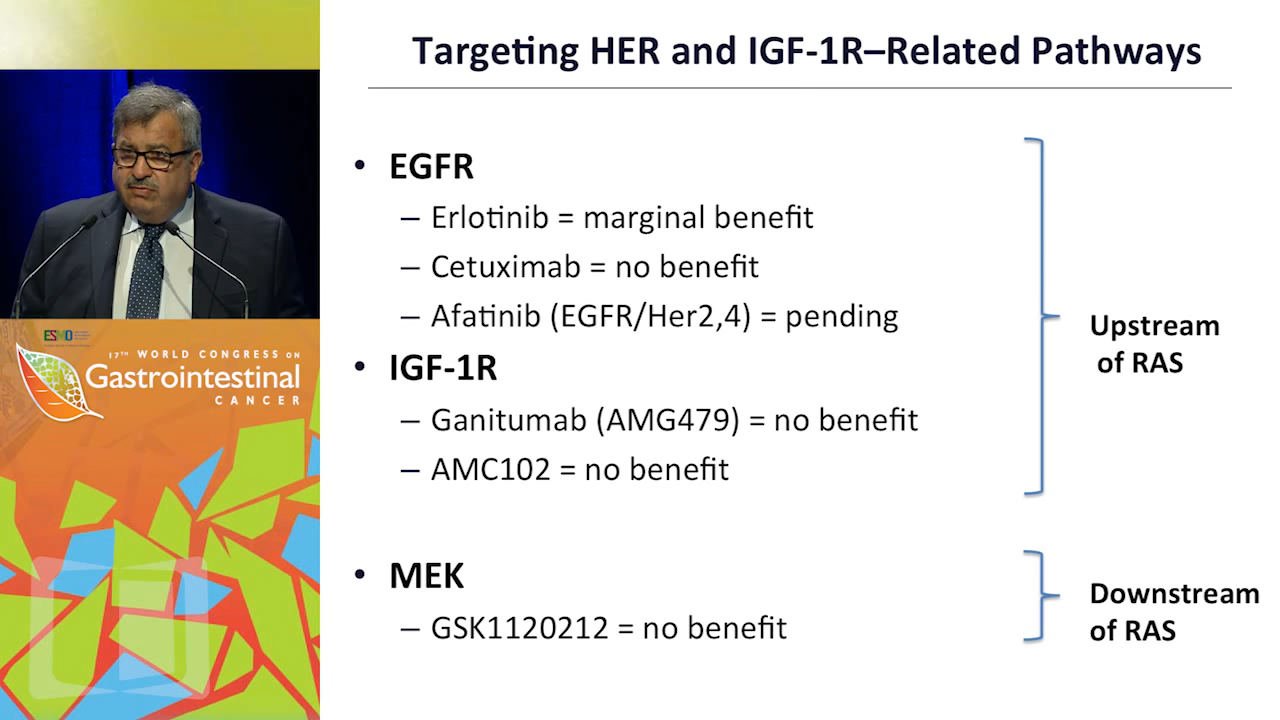 Targeting HER and IGF-1R–Related Pathways
• EGFR
– Erlotinib = marginal benefit
– Cetuximab = no benefit
– Afatinib (EGFR/Her2,4) = pending
• IGF-1R
– Ganitumab (AMG479) = no benefit
– AMC102 = no benefit
Upstream
of RAS
• MEK
– GSK1120212 = no benefit
Downstream
of RAS
ESMO
17TH WORLD CONGRESS ON
Gastrointestinal
CANCER